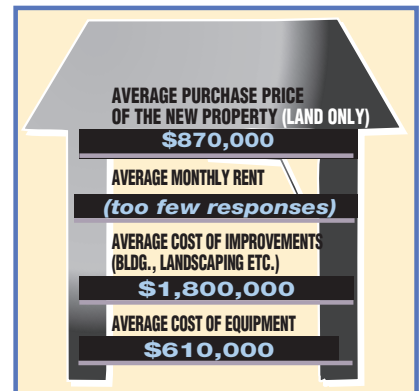 AVERAGE PURCHASE PRICE
OF THE NEW PROPERTY (LAND ONLY)
$870,000
AVERAGE MONTHLY RENT
(too few responses)
AVERAGE COST OF IMPROVEMENTS
(BLDG., LANDSCAPING ETC.)
$1,800,000
AVERAGE COST OF EQUIPMENT
$610,000